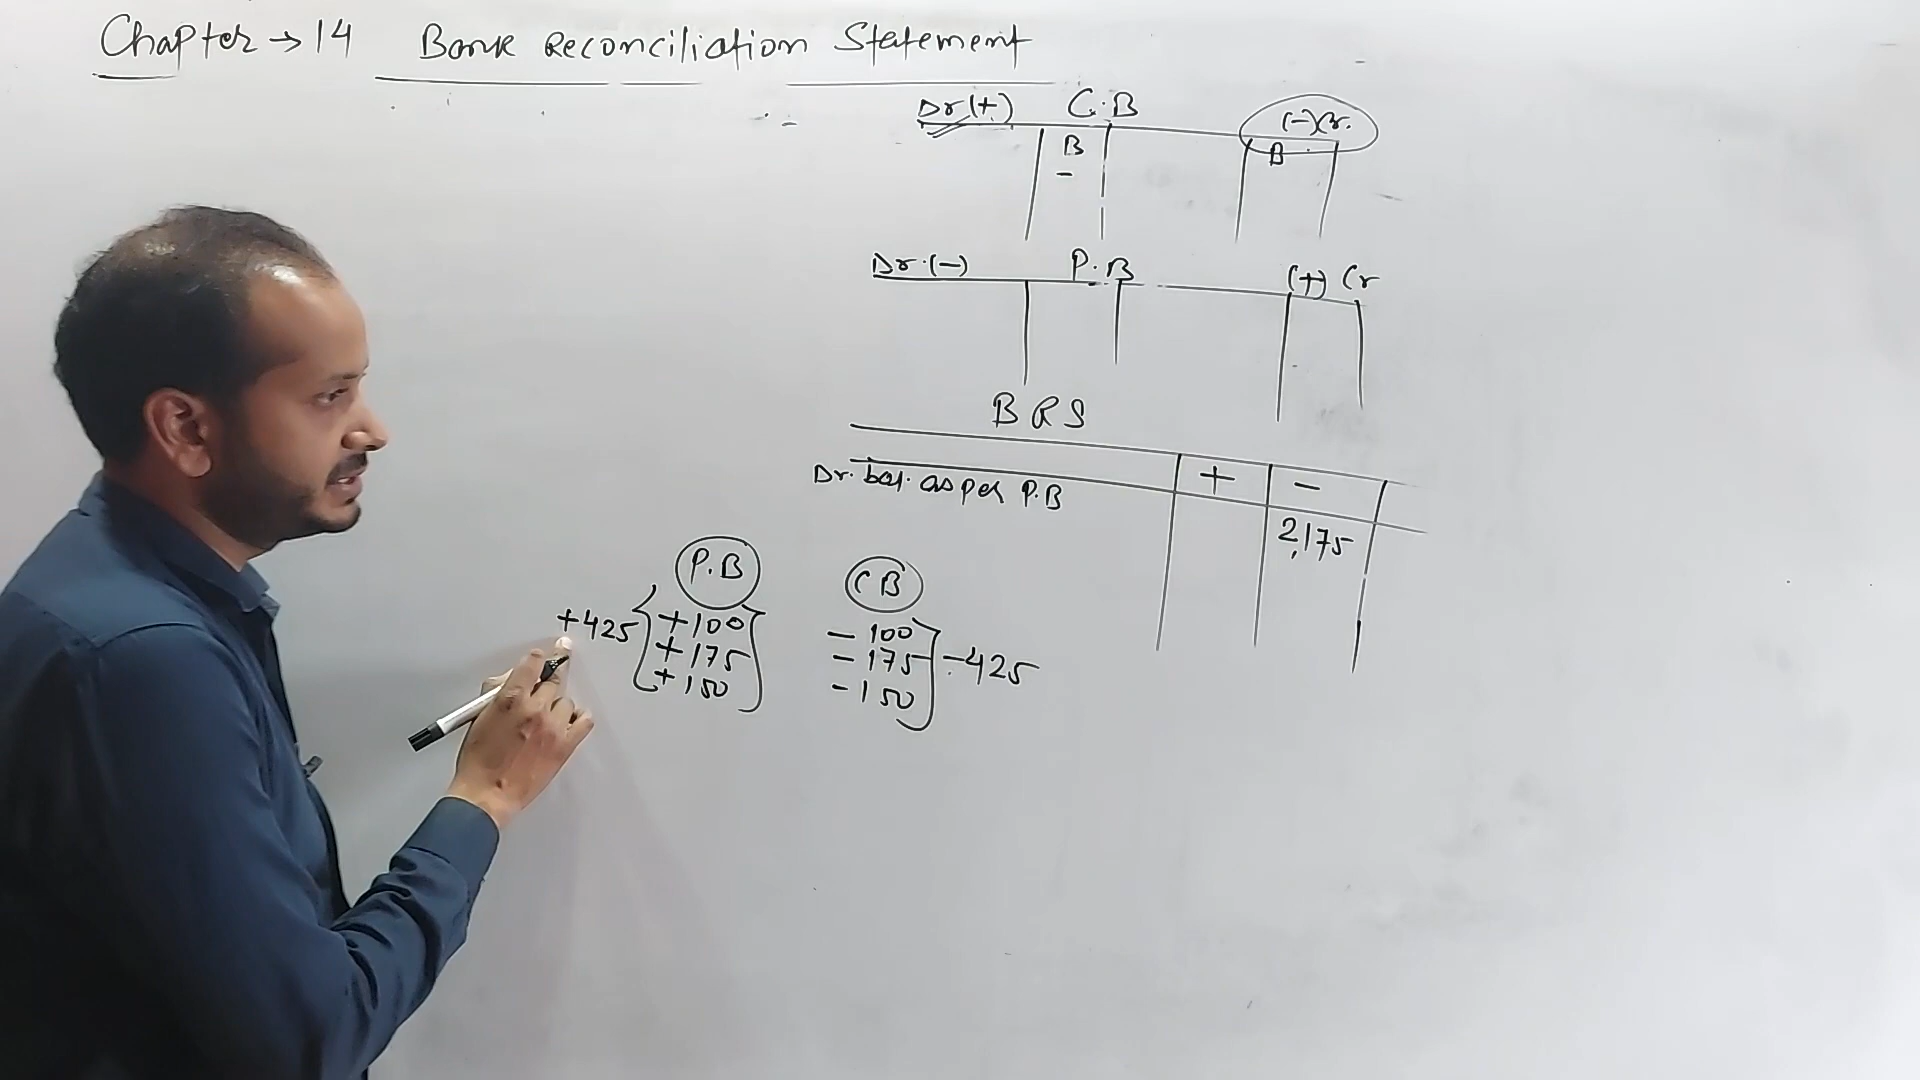 Chapter → 14 Bank Reconciliation Statement
Dr (+) C.B (-) Cr.
B B
-
Dr. (-) P.B (+) Cr
B R S
+ -
Dr. bal. as per P.B
2,175
P.B CB
+425 +100 - 100
+ 175 - 175 -425
+ 150 - 150